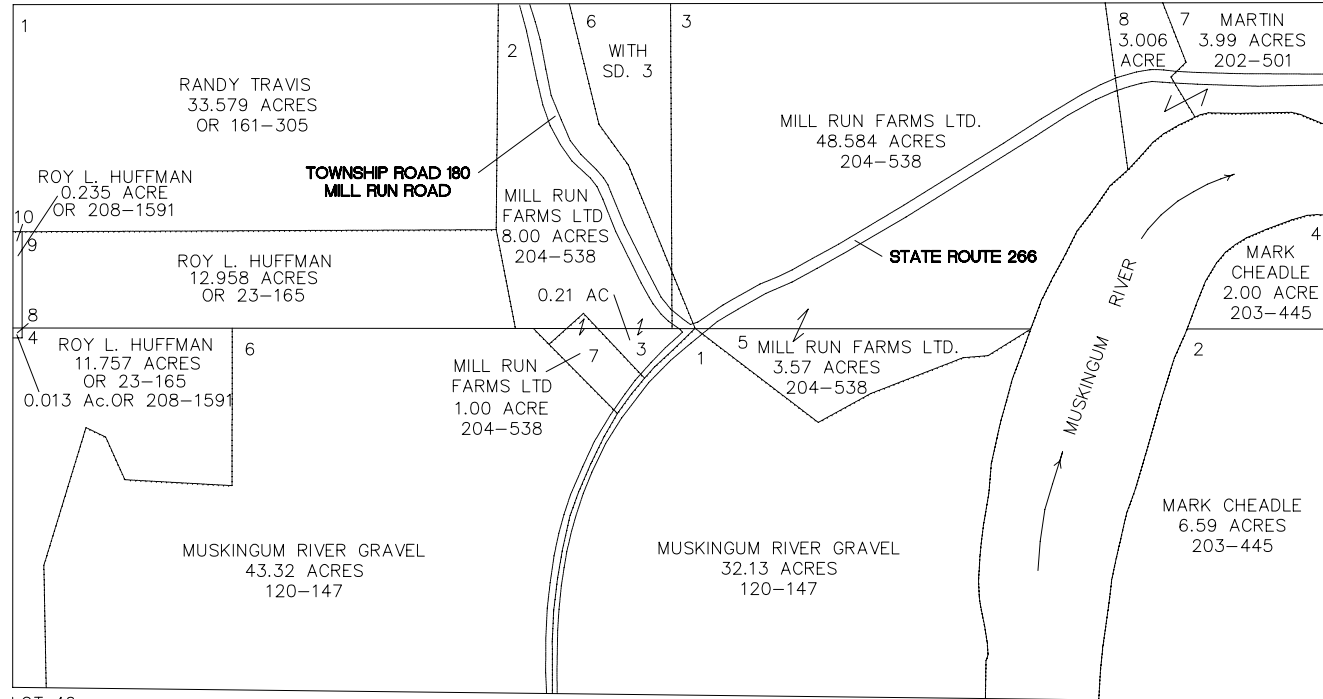 1
2
6
WITH
SD. 3
3
8
3.006
ACRE
7
MARTIN
3.99 ACRES
202-501
RANDY TRAVIS
33.579 ACRES
OR 161-305
MILL RUN FARMS LTD.
48.584 ACRES
204-538
TOWNSHIP ROAD 180
MILL RUN ROAD
ROY L. HUFFMAN
0.235 ACRE
OR 208-1591
10
9
MILL RUN
FARMS LTD
8.00 ACRES
204-538
STATE ROUTE 266
4
MARK
CHEADLE
2.00 ACRE
203-445
ROY L. HUFFMAN
12.958 ACRES
OR 23-165
0.21 AC
MUSKINGUM RIVER
8
4
ROY L. HUFFMAN
11.757 ACRES
OR 23-165
0.013 Ac.OR 208-1591
6
MILL RUN
FARMS LTD
1.00 ACRE
204-538
7
3
1
5
MILL RUN FARMS LTD.
3.57 ACRES
204-538
2
MARK CHEADLE
6.59 ACRES
203-445
MUSKINGUM RIVER GRAVEL
43.32 ACRES
120-147
MUSKINGUM RIVER GRAVEL
32.13 ACRES
120-147